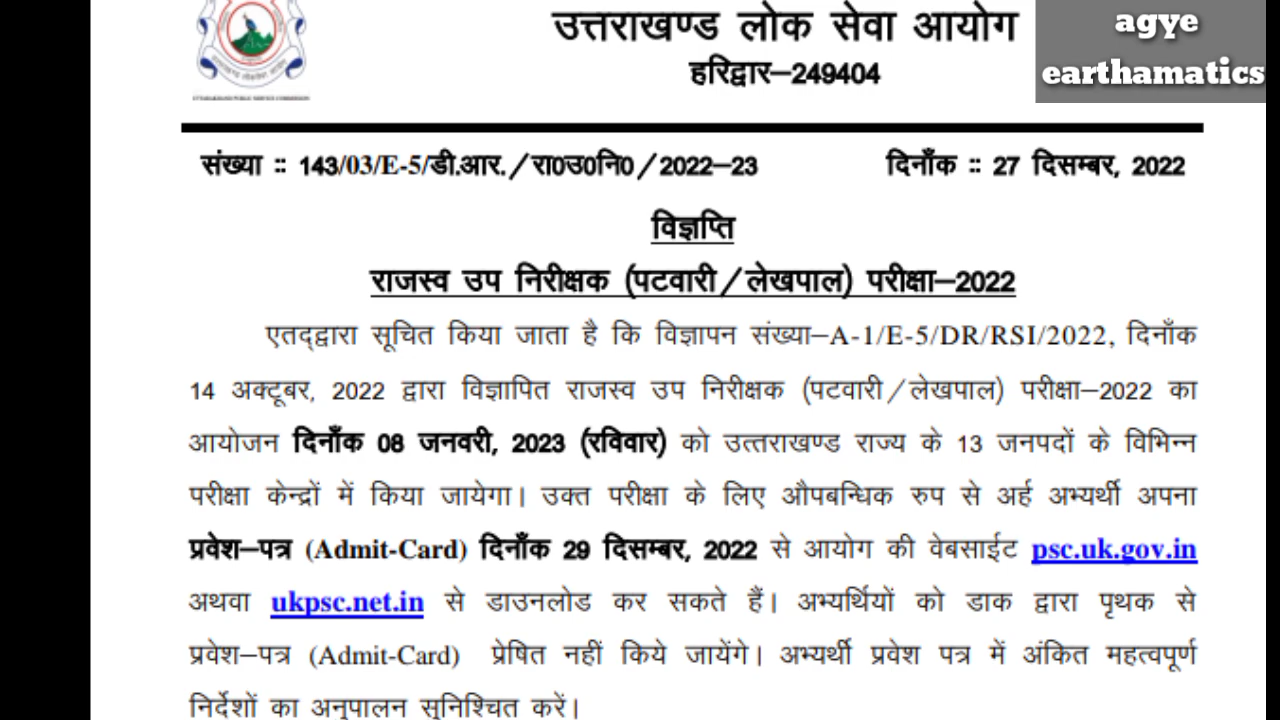 उत्तराखण्ड लोक सेवा आयोग
हरिद्वार–249404
agye
earthamatics
संख्या :: 143/03/E-5/डी.आर./रा0उ0नि0/2022–23 दिनाँक :: 27 दिसम्बर, 2022
विज्ञप्ति
राजस्व उप निरीक्षक (पटवारी/लेखपाल) परीक्षा–2022
एतद्द्वारा सूचित किया जाता है कि विज्ञापन संख्या–A-1/E-5/DR/RSI/2022, दिनाँक
14 अक्टूबर, 2022 द्वारा विज्ञापित राजस्व उप निरीक्षक (पटवारी/लेखपाल) परीक्षा–2022 का
आयोजन दिनाँक 08 जनवरी, 2023 (रविवार) को उत्तराखण्ड राज्य के 13 जनपदों के विभिन्न
परीक्षा केन्द्रों में किया जायेगा। उक्त परीक्षा के लिए औपबन्धिक रुप से अर्ह अभ्यर्थी अपना
प्रवेश–पत्र (Admit-Card) दिनाँक 29 दिसम्बर, 2022 से आयोग की वेबसाईट psc.uk.gov.in
अथवा ukpsc.net.in से डाउनलोड कर सकते हैं। अभ्यर्थियों को डाक द्वारा पृथक से
प्रवेश–पत्र (Admit-Card) प्रेषित नहीं किये जायेंगे। अभ्यर्थी प्रवेश पत्र में अंकित महत्वपूर्ण
निर्देशों का अनुपालन सुनिश्चित करें।